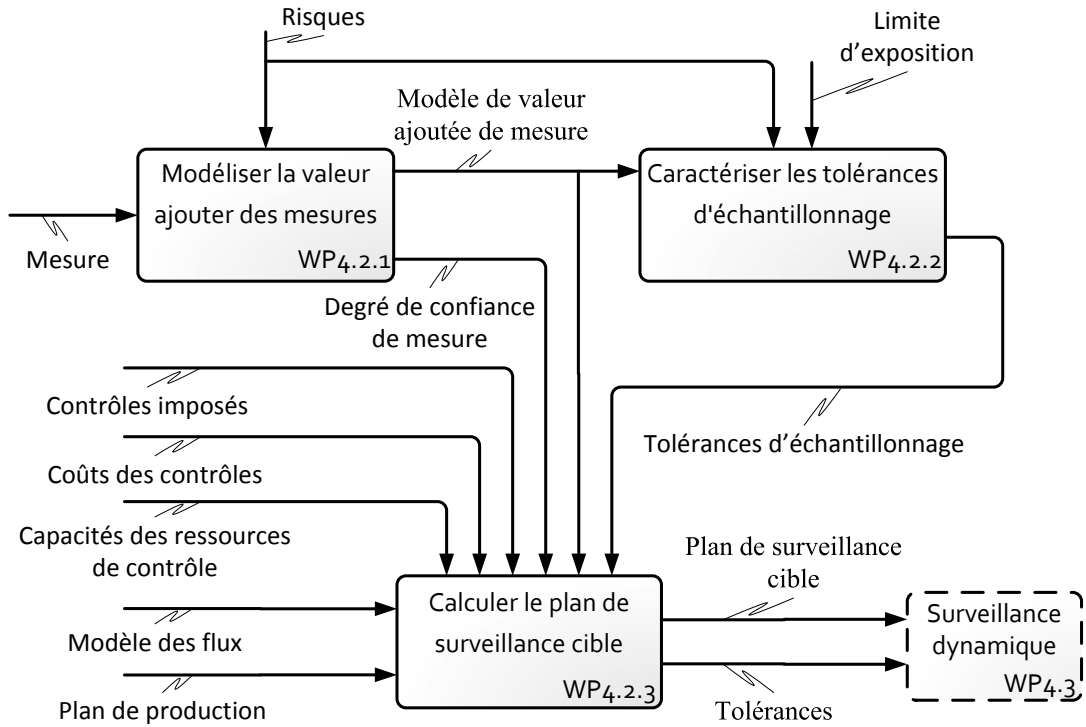 Risques
Limite
d'exposition
Modèle de valeur
ajoutée de mesure
Modéliser la valeur
ajouter des mesures
WP4.2.1
Caractériser les tolérances
d'échantillonnage
WP4.2.2
Mesure
Degré de confiance
de mesure
Contrôles imposés
Tolérances d'échantillonnage
Coûts des contrôles
Capacités des ressources
de contrôle
Plan de surveillance
cible
Calculer le plan de
surveillance cible
WP4.2.3
Surveillance
dynamique
WP4.3
Modèle des flux
Plan de production
Tolérances